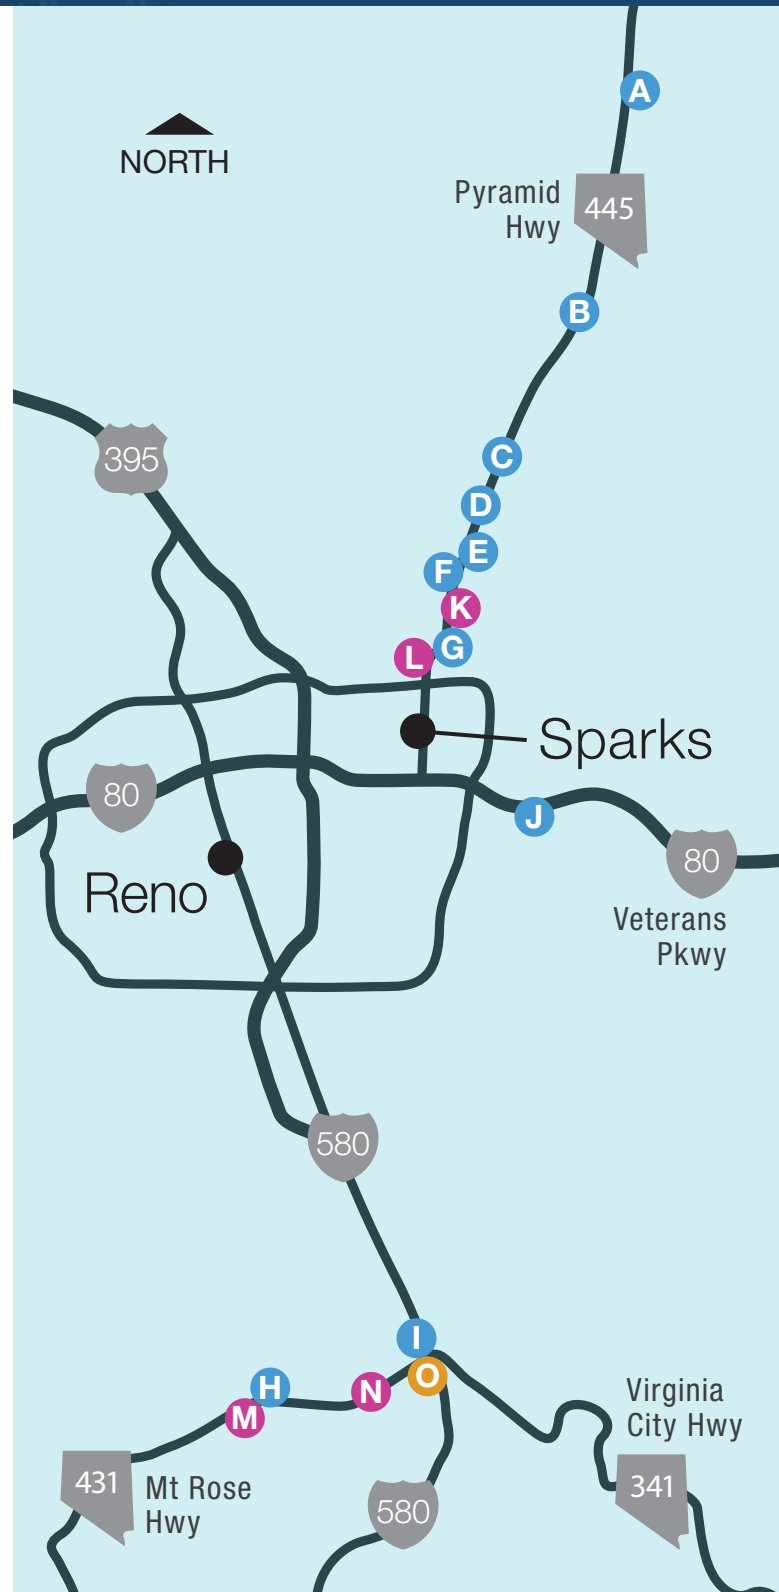 A
NORTH
Pyramid
Hwy
445
B
395
C
D
E
F
K
G
L
Sparks
80
J
80
Reno
Veterans
Pkwy
580
I
O
H
N
M
Virginia
City Hwy
431
Mt Rose
Hwy
341
580